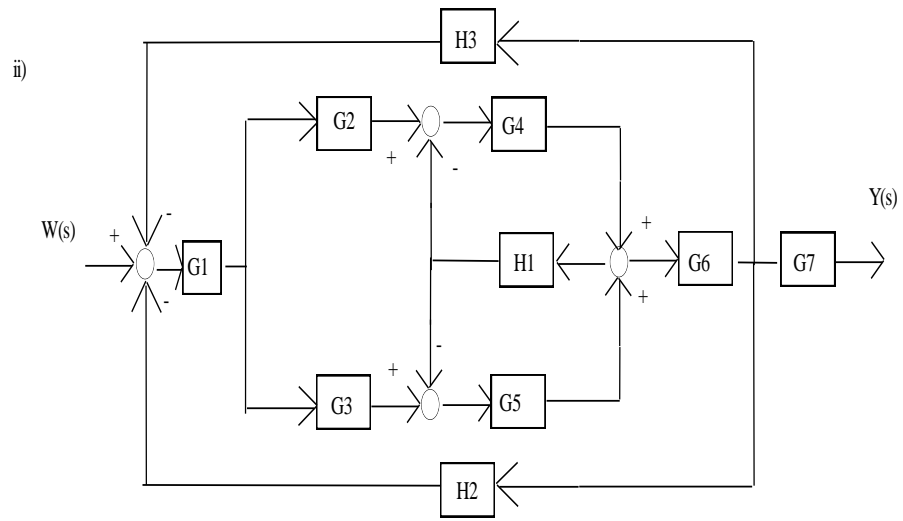 H3
ii)
G2
G4
+
-
W(s)
Y(s)
-
+
+
G1
H1
G6
G7
-
+
-
+
G3
G5
H2